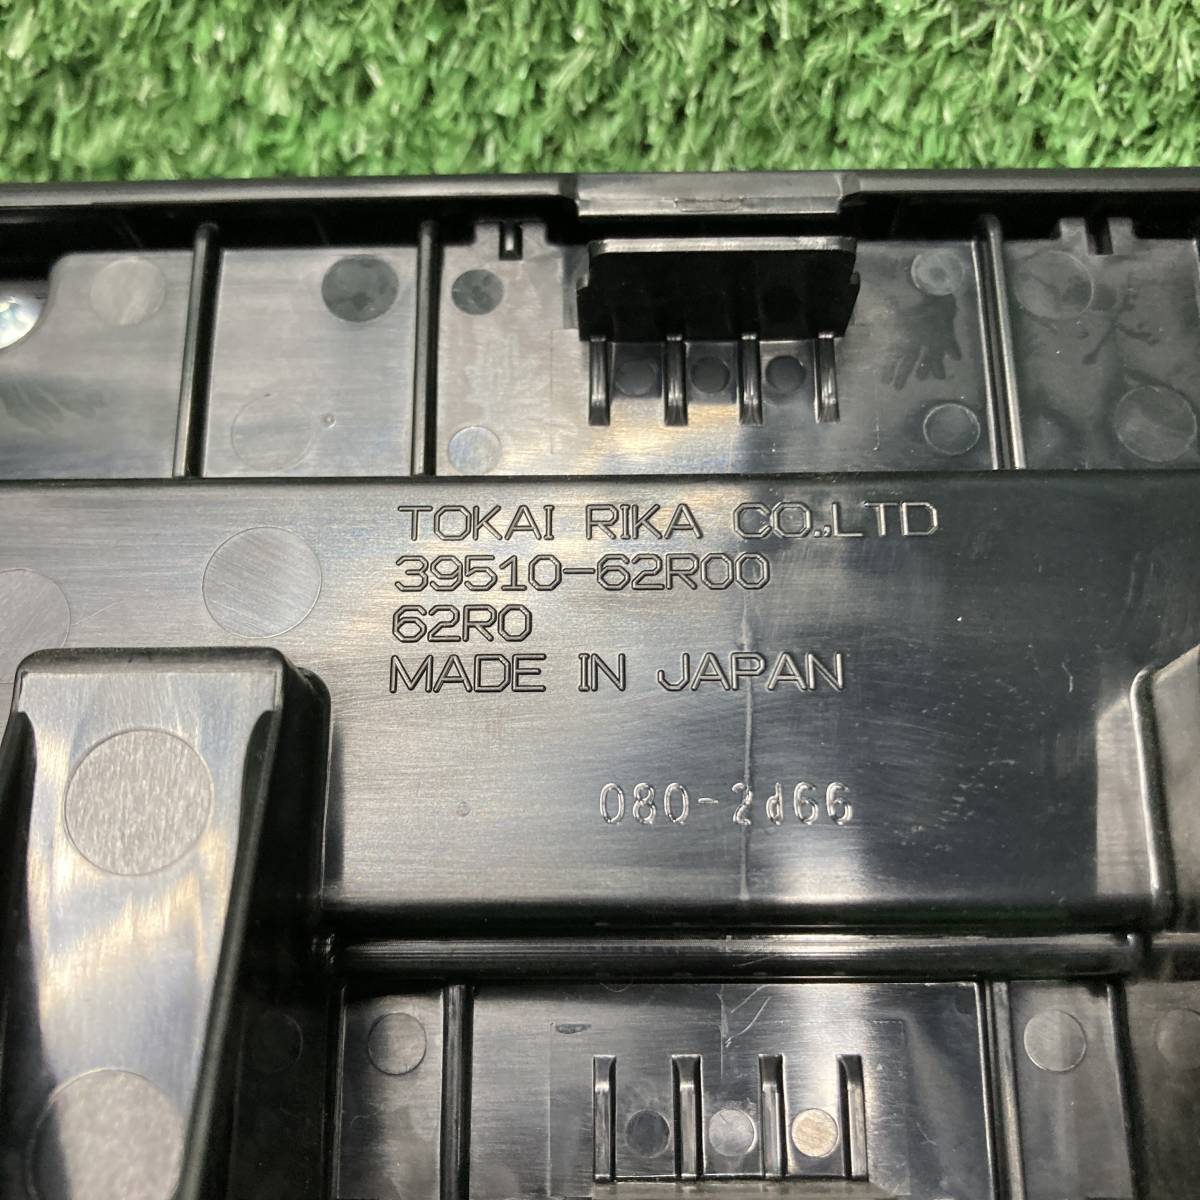 TOKAI RIKA CO.,LTD
39510-62R00
62R0
MADE IN JAPAN
080-2d66